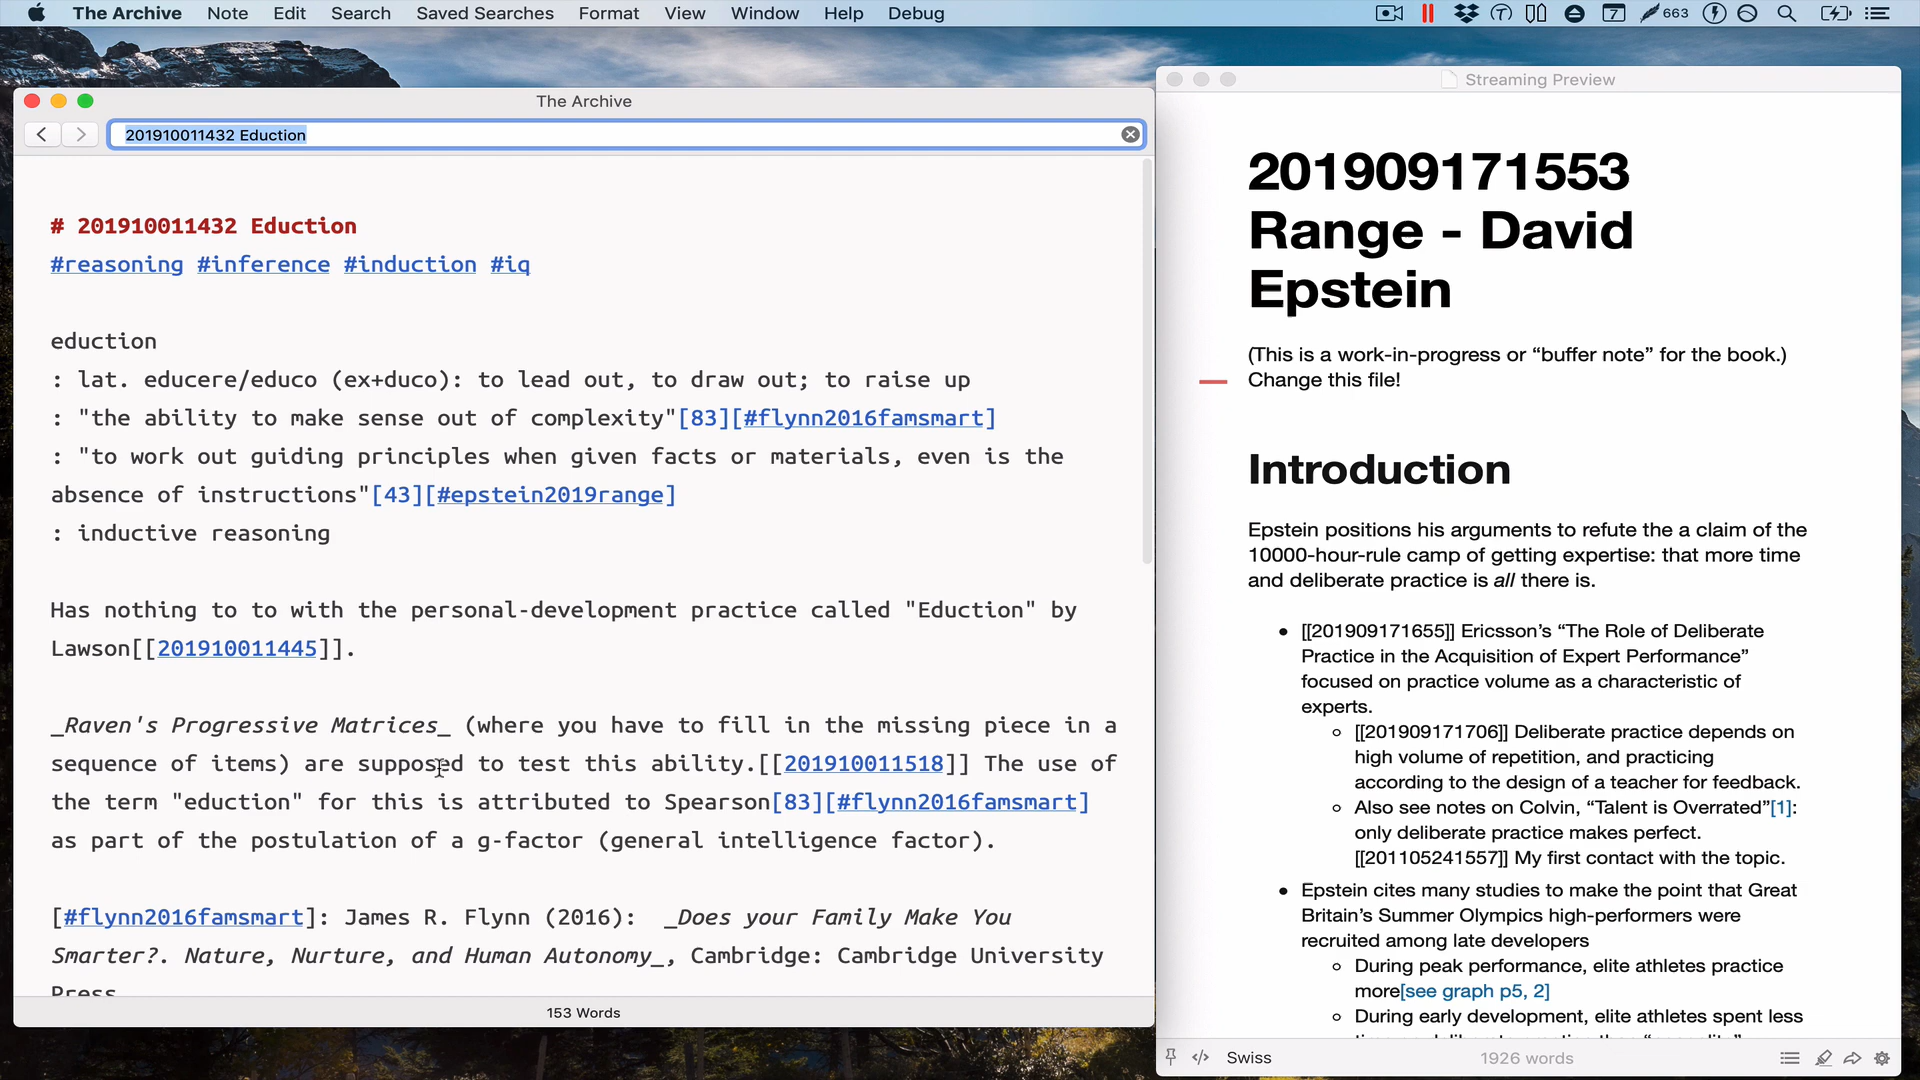 The Archive Note Edit Search Saved Searches Format View Window Help Debug
7 663
The Archive
201910011432 Eduction
# 201910011432 Eduction
#reasoning #inference #induction #iq
eduction
: lat. educere/educo (ex+duco): to lead out, to draw out; to raise up
: "the ability to make sense out of complexity"[83][#flynn2016famsmart]
: "to work out guiding principles when given facts or materials, even is the
absence of instructions"[43][#epstein2019range]
: inductive reasoning
Has nothing to to with the personal-development practice called "Eduction" by
Lawson[[201910011445]].
_Raven's Progressive Matrices_ (where you have to fill in the missing piece in a
sequence of items) are supposed to test this ability.[[201910011518]] The use of
the term "eduction" for this is attributed to Spearson[83][#flynn2016famsmart]
as part of the postulation of a g-factor (general intelligence factor).
[#flynn2016famsmart]: James R. Flynn (2016):  _Does your Family Make You
Smarter?. Nature, Nurture, and Human Autonomy_, Cambridge: Cambridge University
Press
153 Words
Streaming Preview
201909171553
Range - David
Epstein
(This is a work-in-progress or “buffer note” for the book.)
Change this file!
Introduction
Epstein positions his arguments to refute the a claim of the
10000-hour-rule camp of getting expertise: that more time
and deliberate practice is all there is.
• [[201909171655]] Ericsson’s “The Role of Deliberate
Practice in the Acquisition of Expert Performance”
focused on practice volume as a characteristic of
experts.
◦ [[201909171706]] Deliberate practice depends on
high volume of repetition, and practicing
according to the design of a teacher for feedback.
◦ Also see notes on Colvin, “Talent is Overrated”[1]:
only deliberate practice makes perfect.
[[201105241557]] My first contact with the topic.
• Epstein cites many studies to make the point that Great
Britain’s Summer Olympics high-performers were
recruited among late developers
◦ During peak performance, elite athletes practice
more[see graph p5, 2]
◦ During early development, elite athletes spent less
Swiss
1926 words